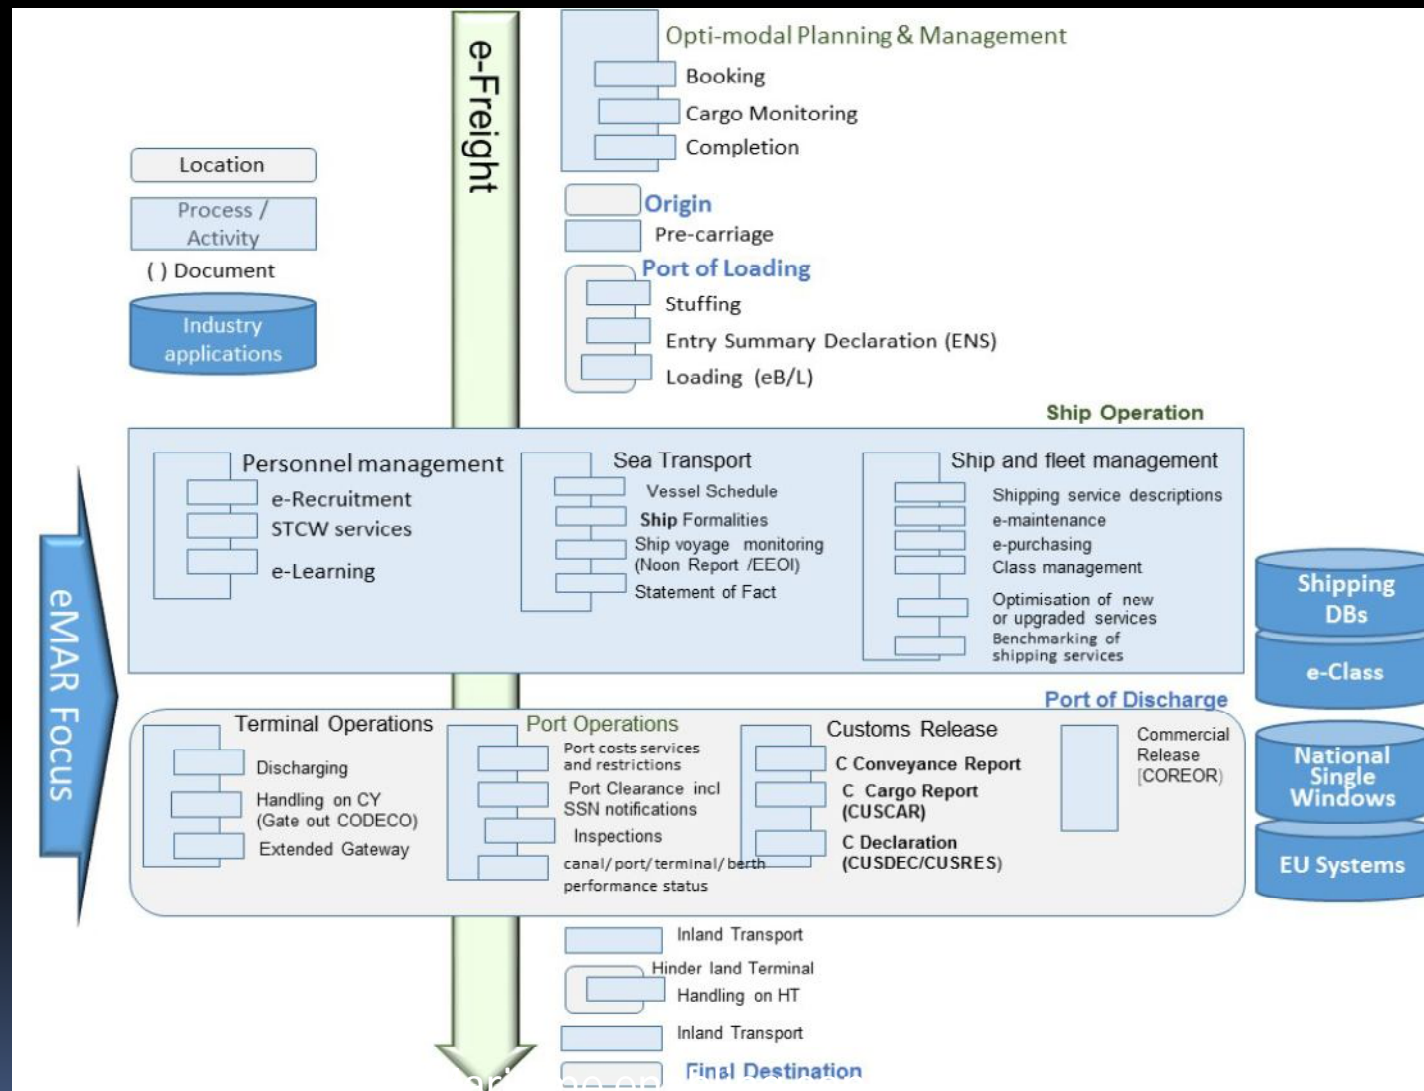 e-Freight
Opti-modal Planning & Management
Booking
Cargo Monitoring
Completion
Location
Process /
Activity
( ) Document
Industry
applications
Origin
Pre-carriage
Port of Loading
Stuffing
Entry Summary Declaration (ENS)
Loading (eB/L)
Ship Operation
Personnel management
e-Recruitment
STCW services
e-Learning
Sea Transport
Vessel Schedule
Ship Formalities
Ship voyage monitoring
(Noon Report /EEOI)
Statement of Fact
Ship and fleet management
Shipping service descriptions
e-maintenance
e-purchasing
Class management
Optimisation of new
or upgraded services
Benchmarking of
shipping services
eMAR Focus
Shipping
DBs
e-Class
Port of Discharge
Terminal Operations
Discharging
Handling on CY
(Gate out CODECO)
Extended Gateway
Port Operations
Port costs services
and restrictions
Port Clearance incl
SSN notifications
Inspections
canal/port/terminal/berth
performance status
Customs Release
C Conveyance Report
C Cargo Report
(CUSCAR)
C Declaration
(CUSDEC/CUSRES)
Commercial
Release
[COREOR)
National
Single
Windows
EU Systems
Inland Transport
Hinder land Terminal
Handling on HT
Inland Transport
Final Destination